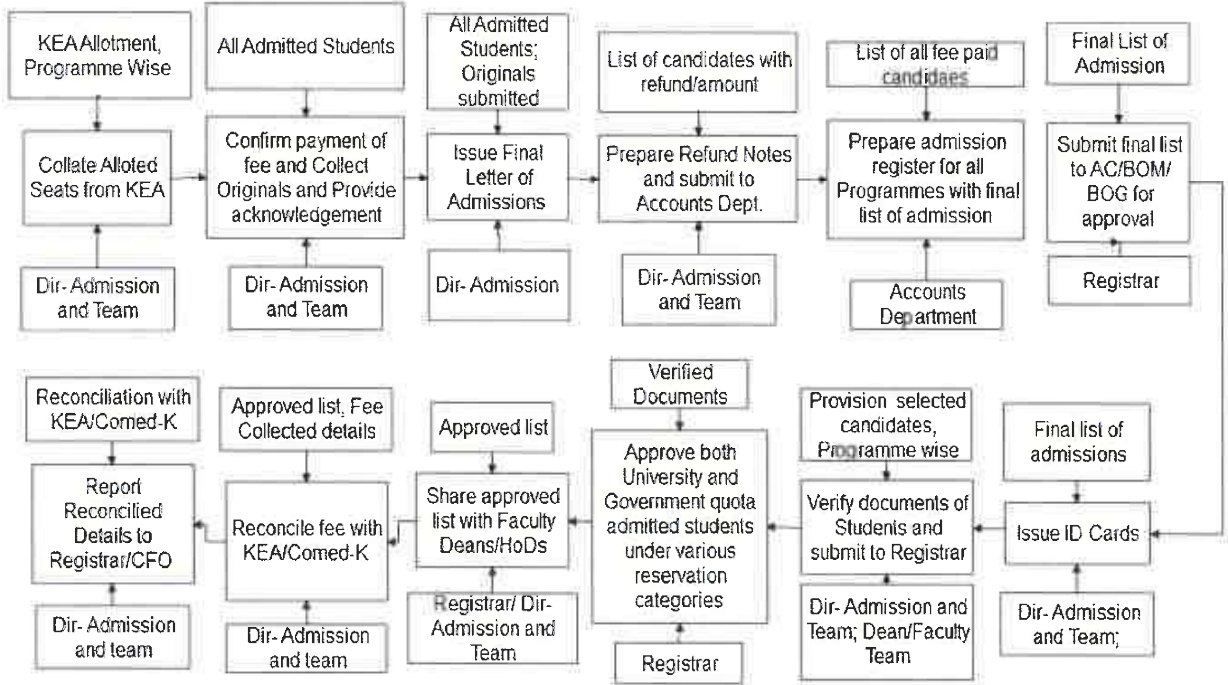 KEA Allotment,
Programme Wise
All Admitted Students
All Admitted
Students;
Originals
submitted
List of candidates with
refund/amount
List of all fee paid
candidaes
Final List of
Admission
Collate Alloted
Seats from KEA
Confirm payment of
fee and Collect
Originals and Provide
acknowledgement
Issue Final
Letter of
Admissions
Prepare Refund Notes
and submit to
Accounts Dept.
Prepare admission
register for all
Programmes with final
list of admission
Submit final list
to AC/BOM/
BOG for
approval
Dir- Admission
and Team
Dir- Admission
and Team
Dir- Admission
Dir- Admission
and Team
Accounts
Department
Registrar
Reconciliation with
KEA/Comed-K
Approved list, Fee
Collected details
Approved list
Verified
Documents
Provision selected
candidates,
Programme wise
Final list of
admissions
Report
Reconcilied
Details to
Registrar/CFO
Reconcile fee with
KEA/Comed-K
Share approved
list with Faculty
Deans/HoDs
Approve both
University and
Government quota
admitted students
under various
reservation
categories
Verify documents of
Students and
submit to Registrar
Issue ID Cards
Dir- Admission
and team
Dir- Admission
and team
Registrar/ Dir-
Admission and
Team
Registrar
Dir- Admission and
Team; Dean/Faculty
Team
Dir- Admission
and Team;